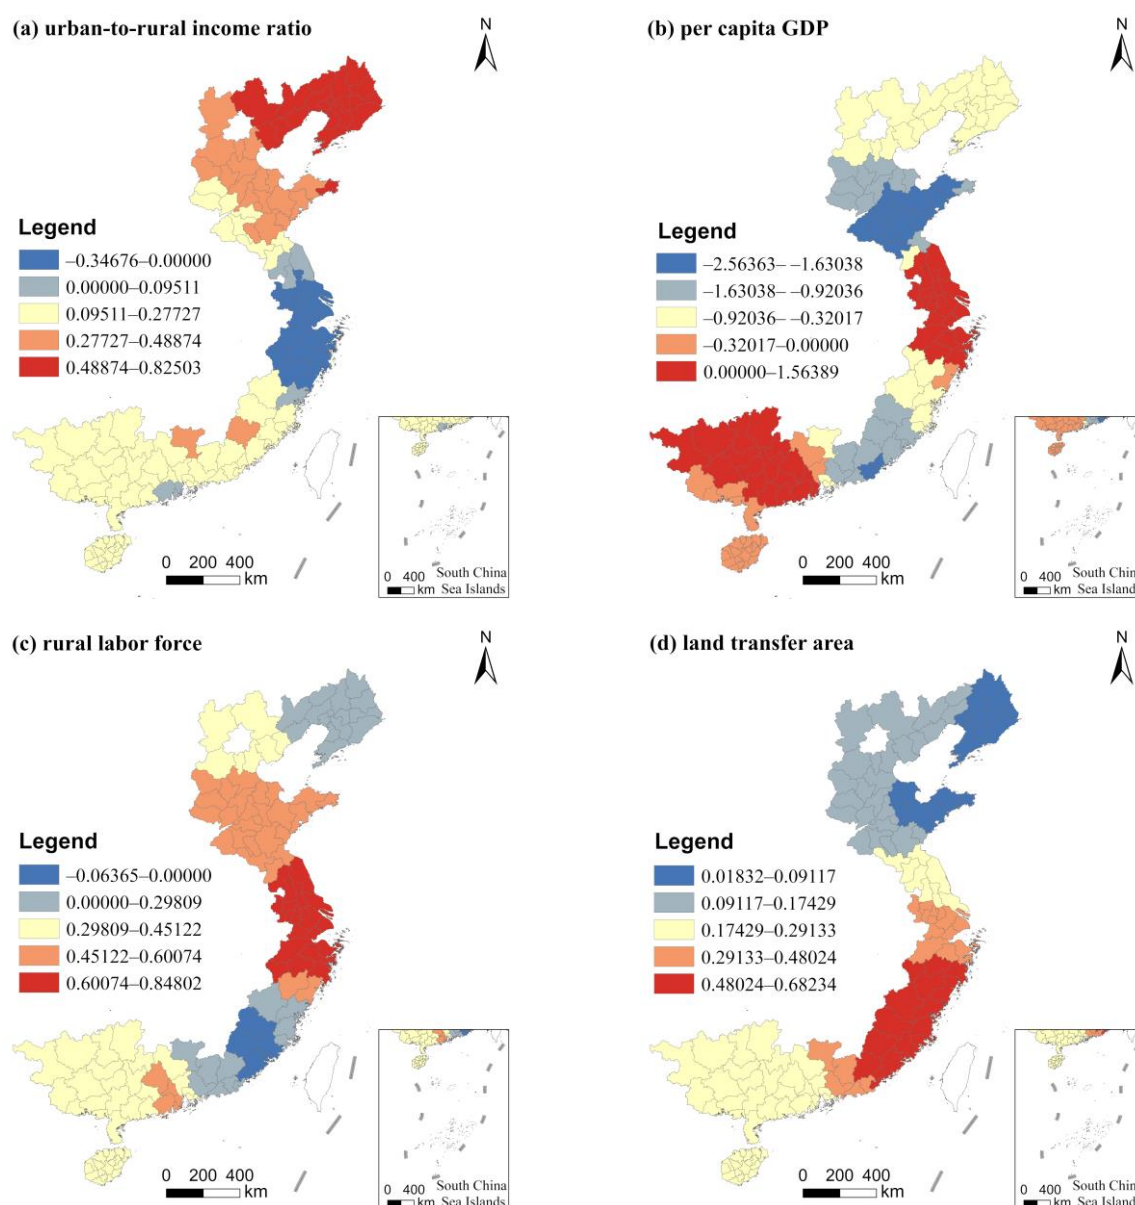 (a) urban-to-rural income ratio
N
Legend
–0.34676–0.00000
0.00000–0.09511
0.09511–0.27727
0.27727–0.48874
0.48874–0.82503
0 200 400
km
0 400
km
South China
Sea Islands
(b) per capita GDP
N
Legend
–2.56363– –1.63038
–1.63038– –0.92036
–0.92036– –0.32017
–0.32017–0.00000
0.00000–1.56389
0 200 400
km
0 400
km
South China
Sea Islands
(c) rural labor force
N
Legend
–0.06365–0.00000
0.00000–0.29809
0.29809–0.45122
0.45122–0.60074
0.60074–0.84802
0 200 400
km
0 400
km
South China
Sea Islands
(d) land transfer area
N
Legend
0.01832–0.09117
0.09117–0.17429
0.17429–0.29133
0.29133–0.48024
0.48024–0.68234
0 200 400
km
0 400
km
South China
Sea Islands